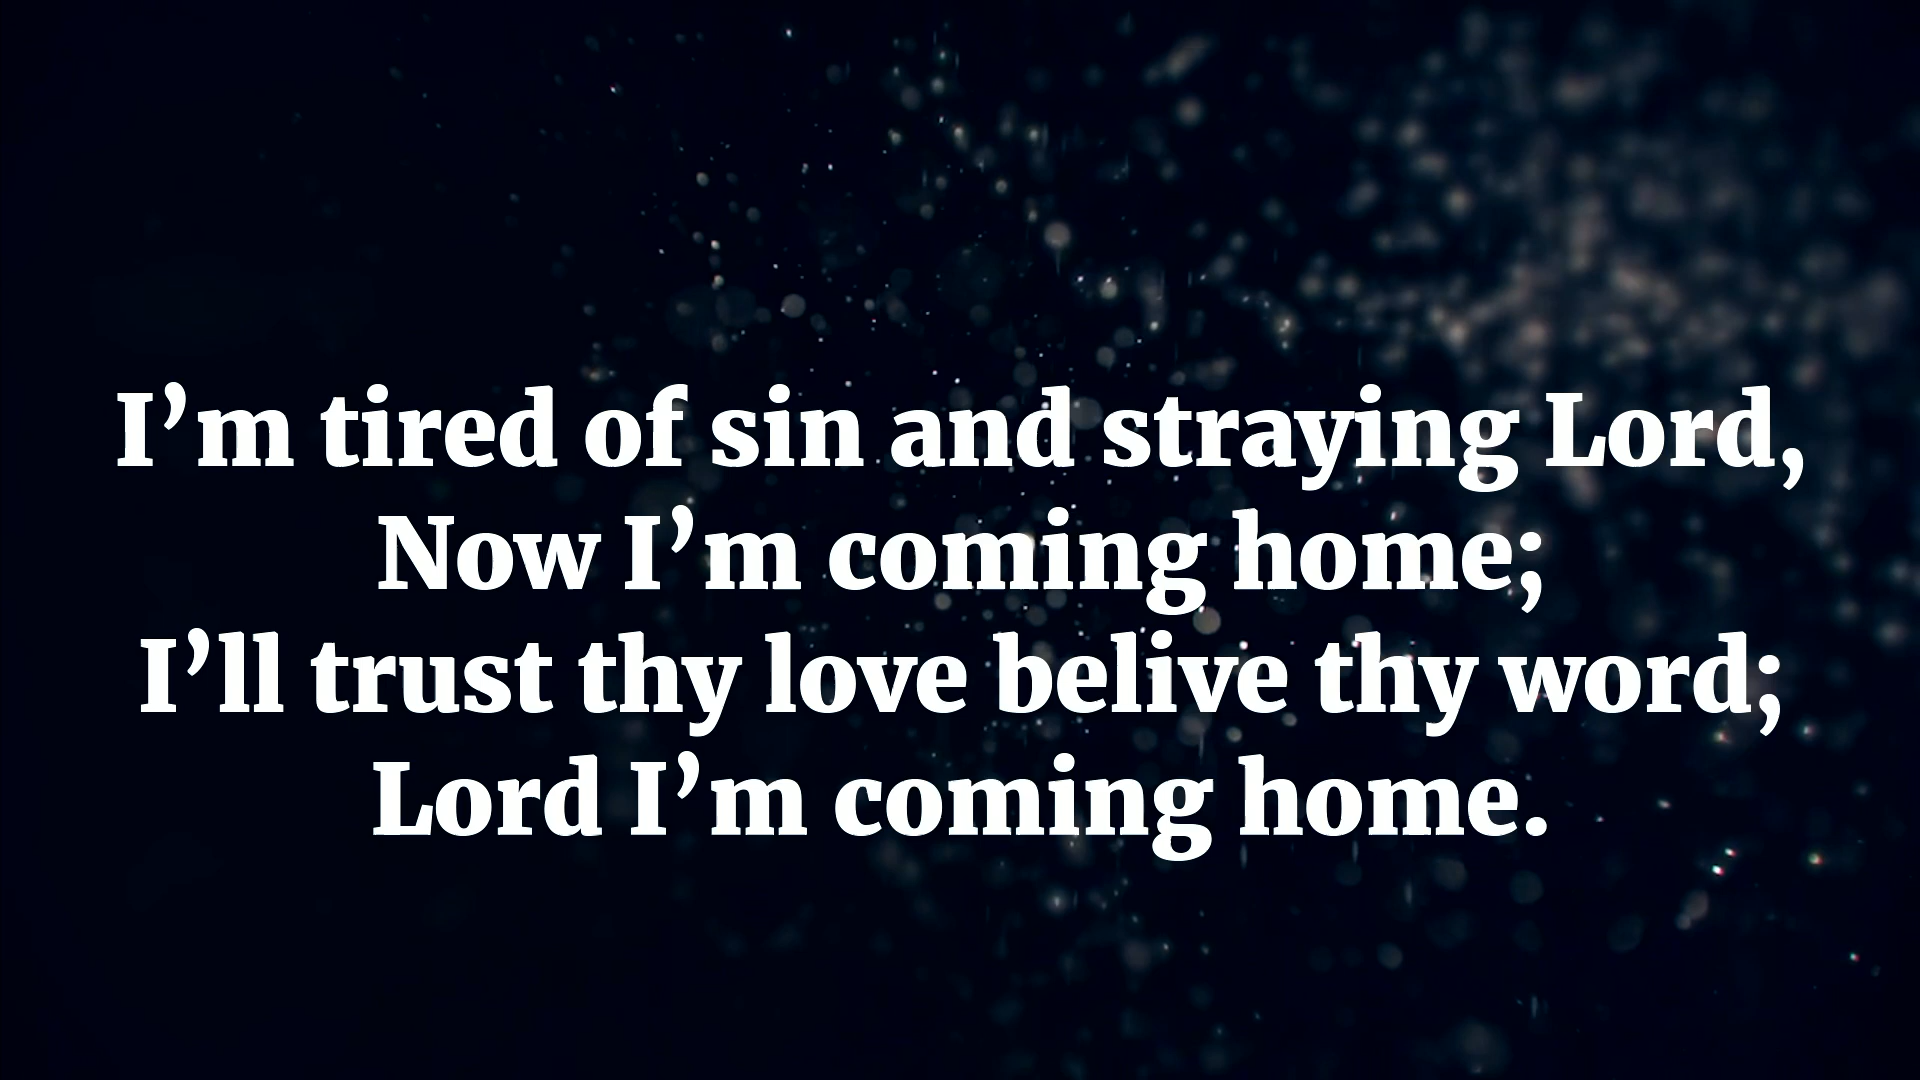 I’m tired of sin and straying Lord,
Now I’m coming home;
I’ll trust thy love belive thy word;
Lord I’m coming home.